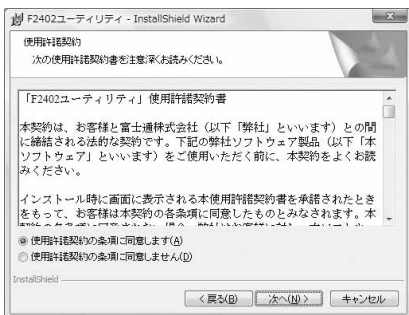 F2402ユーティリティ - InstallShield Wizard
使用許諾契約
次の使用許諾契約書を注意深くお読みください。
「F2402ユーティリティ」使用許諾契約書
本契約は、お客様と富士通株式会社（以下「弊社」といいます）との間
に締結される法的な契約です。下記の弊社ソフトウェア製品（以下「本
ソフトウェア」といいます）をご使用いただく前に、本契約をよくお読
みください。
インストール時に画面に表示される本使用許諾契約書を承諾されたとき
をもって、お客様は本契約の各条項に同意したものとみなされます。本
使用許諾契約の条項に同意します(A)
使用許諾契約の条項に同意しません(D)
InstallShield
< 戻る(B)
次へ(N) >
キャンセル